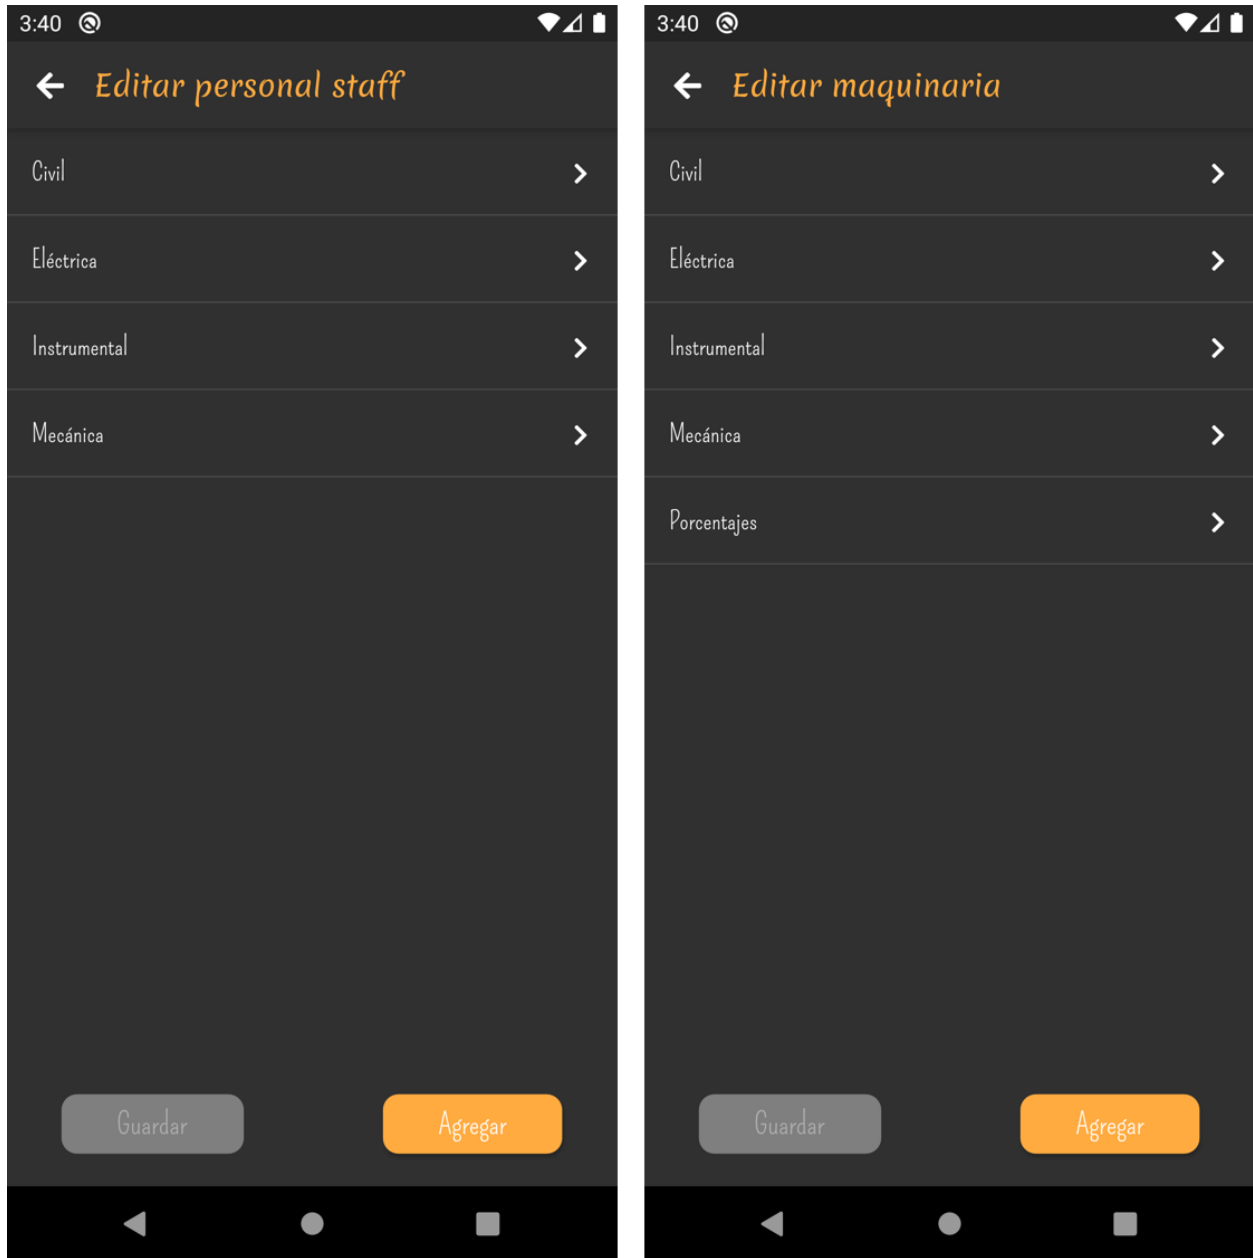 3:40
Editar personal staff
Civil
Eléctrica
Instrumental
Mecánica
Guardar
Agregar
3:40
Editar maquinaria
Civil
Eléctrica
Instrumental
Mecánica
Porcentajes
Guardar
Agregar